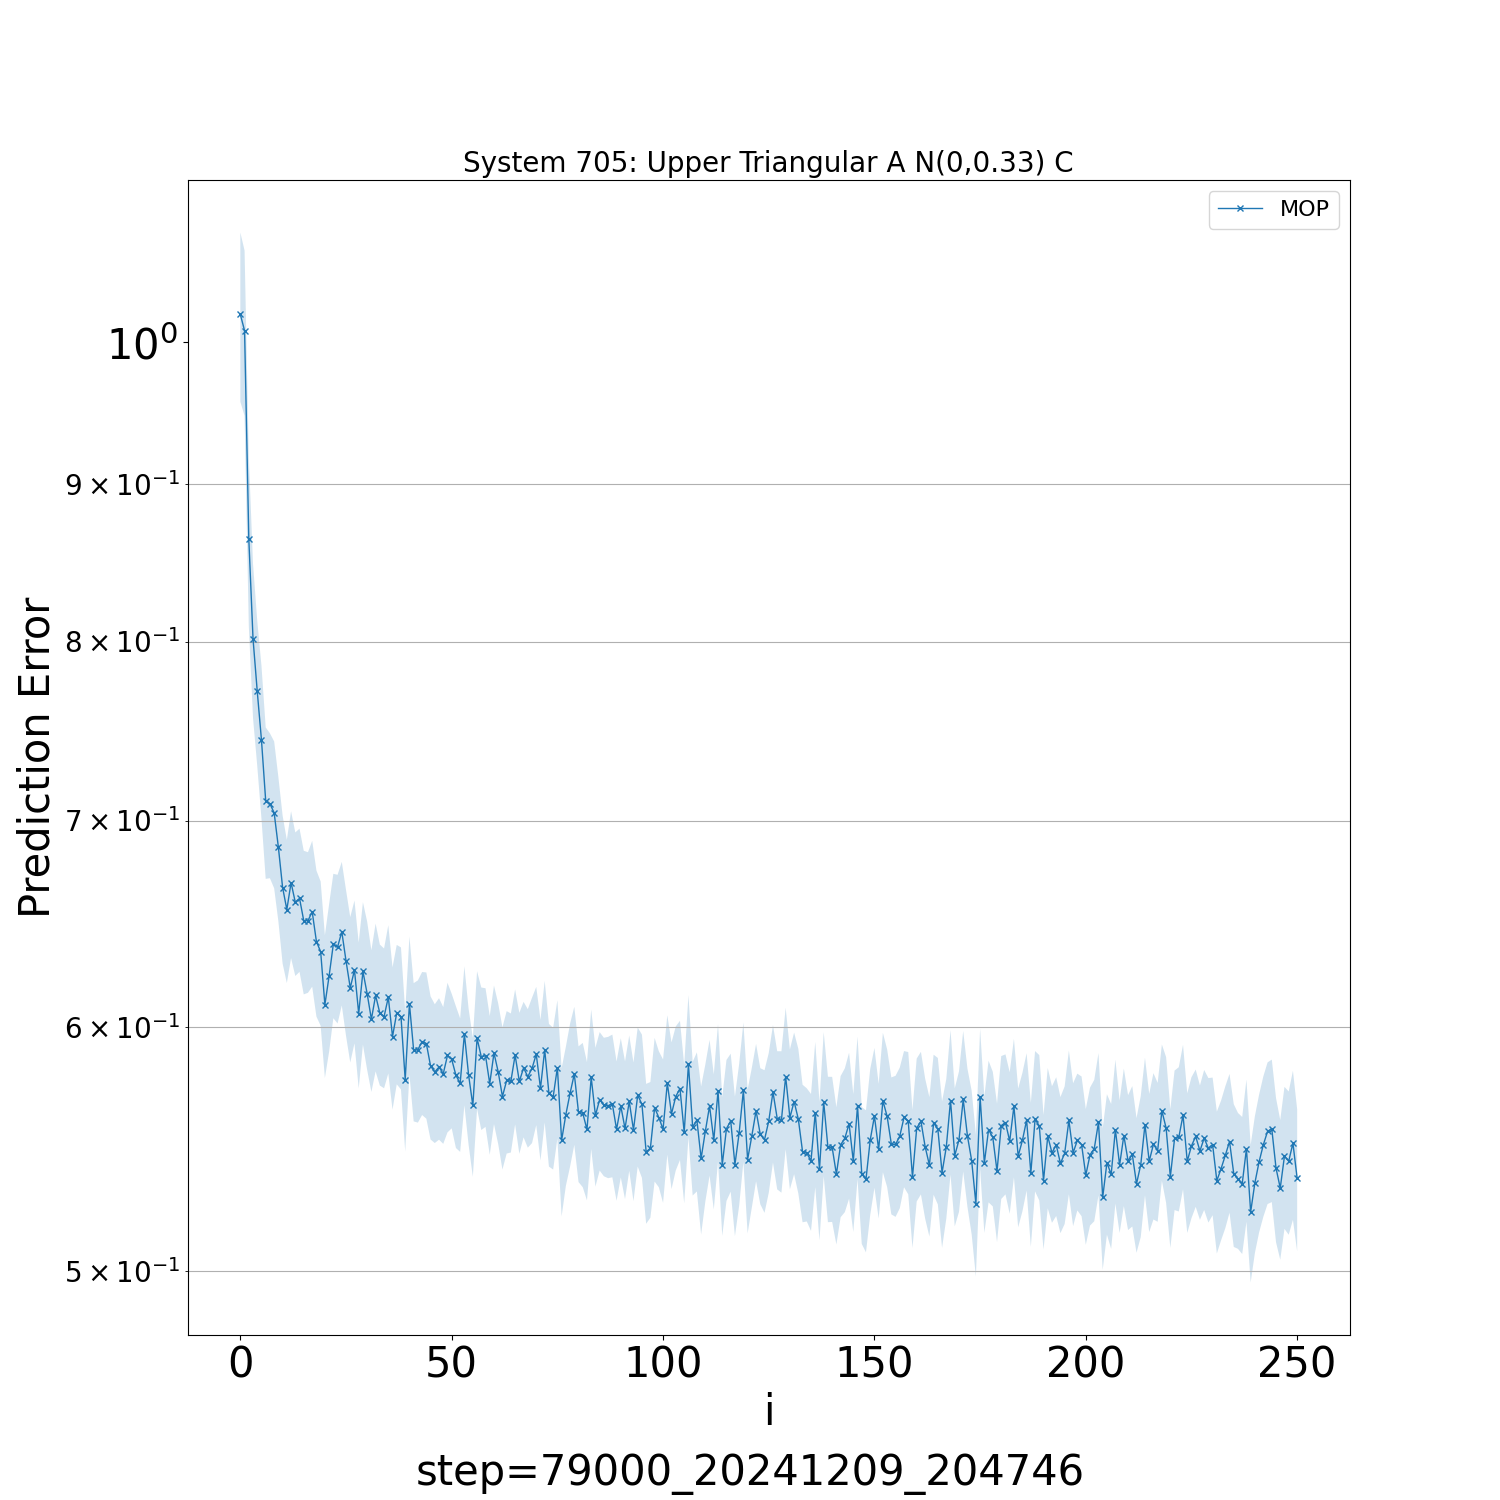 System 705: Upper Triangular A N(0,0.33) C
MOP
10⁰
9 × 10⁻¹
8 × 10⁻¹
7 × 10⁻¹
6 × 10⁻¹
5 × 10⁻¹
Prediction Error
0 50 100 150 200 250
i
step=79000_20241209_204746